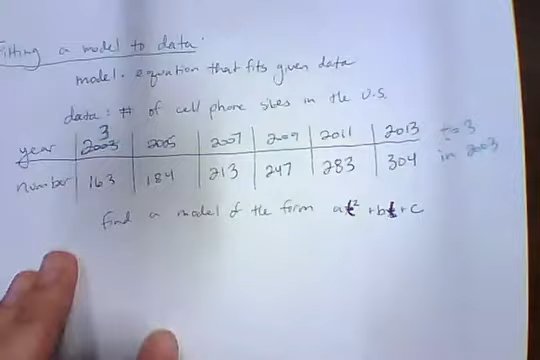 Fitting a model to data:
model: equation that fits given data
data: # of cell phone sites in the U.S.
3
year 2003 2005 2007 2009 2011 2013 t=3
in 2003
number 163 184 213 247 283 304
find a model of the form at² + bt + c